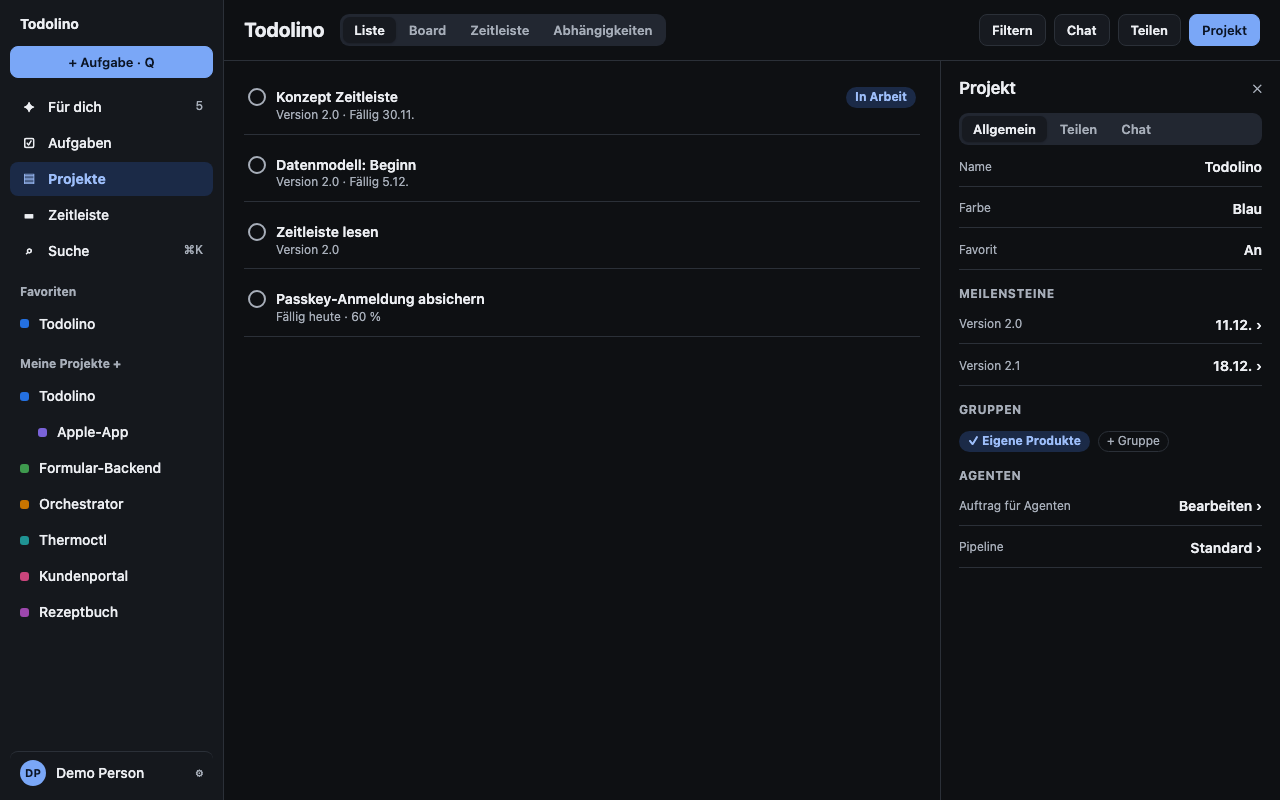 Todolino
+ Aufgabe · Q
Für dich 5
Aufgaben
Projekte
Zeitleiste
Suche ⌘K
Favoriten
Todolino
Meine Projekte +
Todolino
Apple-App
Formular-Backend
Orchestrator
Thermoctl
Kundenportal
Rezeptbuch
DP Demo Person
Todolino
Liste Board Zeitleiste Abhängigkeiten
Filtern Chat Teilen Projekt
Konzept Zeitleiste In Arbeit
Version 2.0 · Fällig 30.11.
Datenmodell: Beginn
Version 2.0 · Fällig 5.12.
Zeitleiste lesen
Version 2.0
Passkey-Anmeldung absichern
Fällig heute · 60 %
Projekt ×
Allgemein Teilen Chat
Name Todolino
Farbe Blau
Favorit An
MEILENSTEINE
Version 2.0 11.12. ›
Version 2.1 18.12. ›
GRUPPEN
✓ Eigene Produkte + Gruppe
AGENTEN
Auftrag für Agenten Bearbeiten ›
Pipeline Standard ›